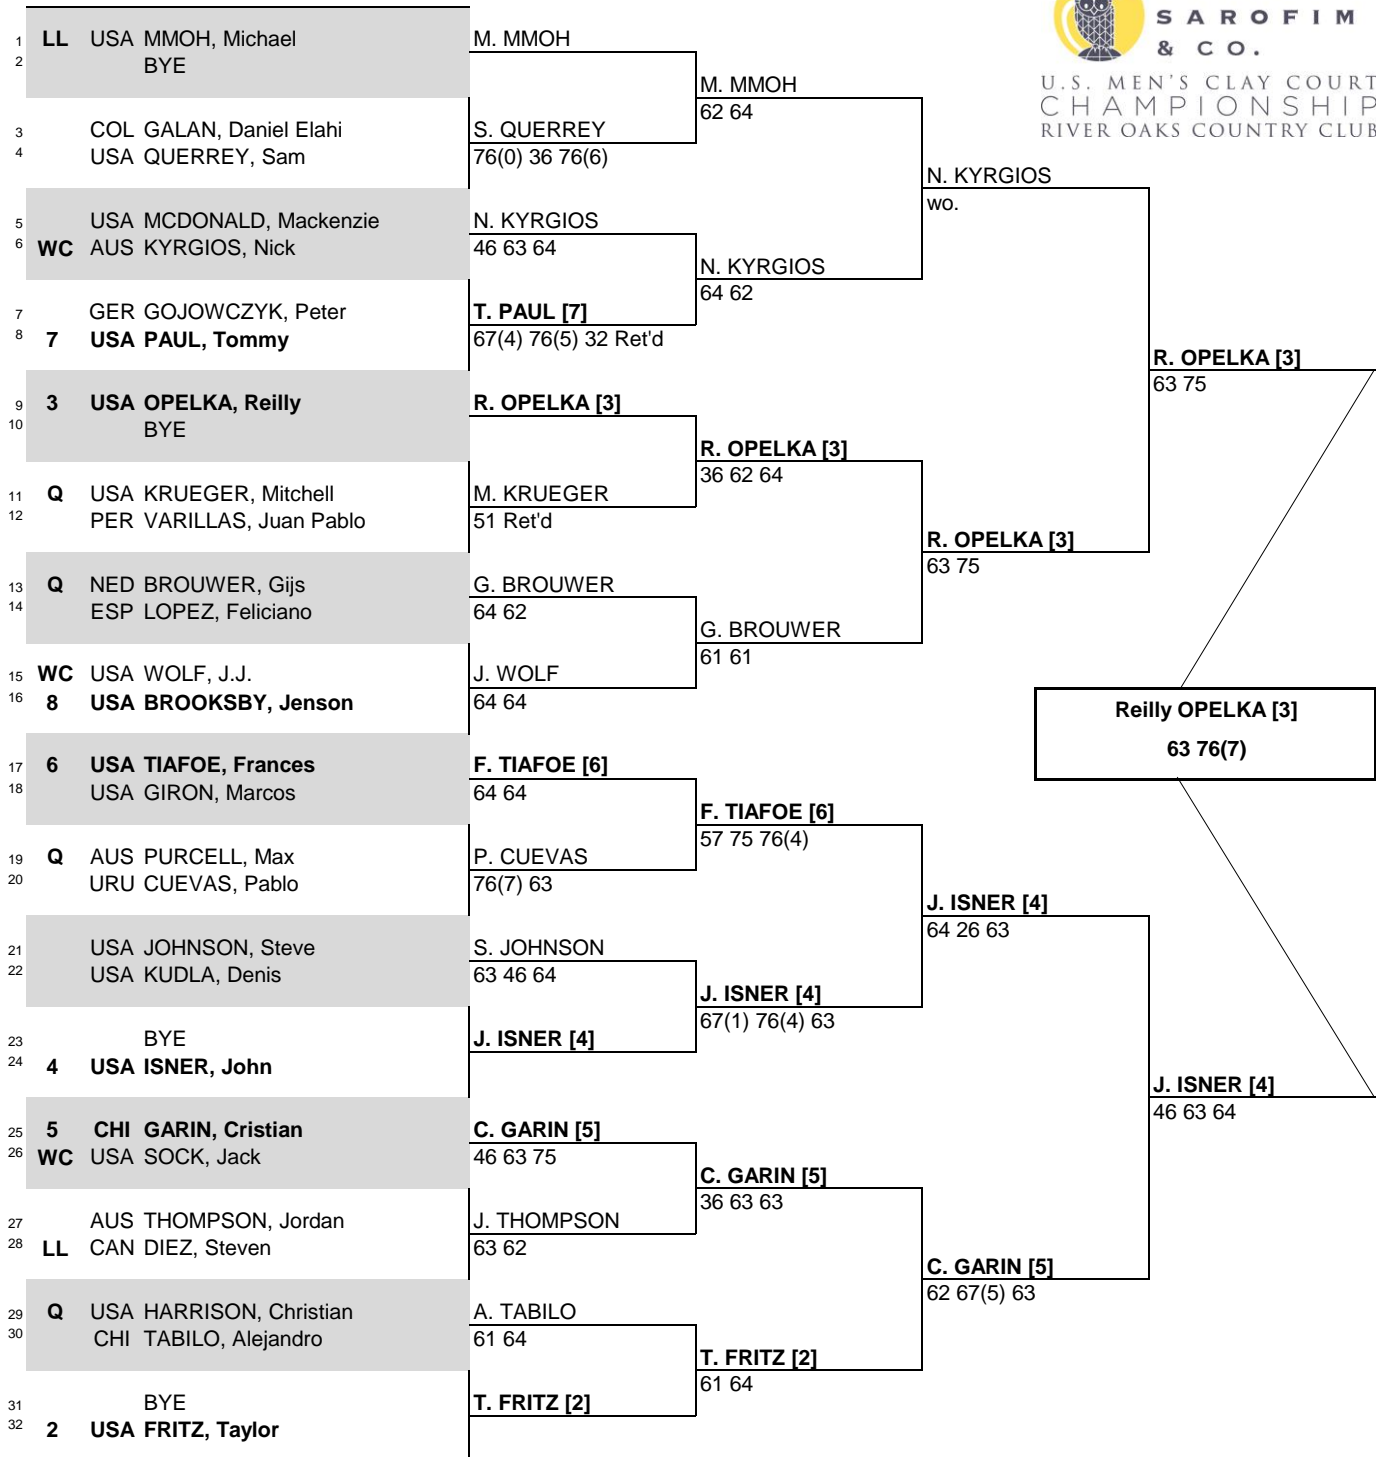 SAROFIM
& CO.
U.S. MEN'S CLAY COURT
CHAMPIONSHIP
RIVER OAKS COUNTRY CLUB
1 LL USA MMOH, Michael
2 BYE
3 COL GALAN, Daniel Elahi
4 USA QUERREY, Sam
5 USA MCDONALD, Mackenzie
6 WC AUS KYRGIOS, Nick
7 GER GOJOWCZYK, Peter
8 7 USA PAUL, Tommy
9 3 USA OPELKA, Reilly
10 BYE
11 Q USA KRUEGER, Mitchell
12 PER VARILLAS, Juan Pablo
13 Q NED BROUWER, Gijs
14 ESP LOPEZ, Feliciano
15 WC USA WOLF, J.J.
16 8 USA BROOKSBY, Jenson
17 6 USA TIAFOE, Frances
18 USA GIRON, Marcos
19 Q AUS PURCELL, Max
20 URU CUEVAS, Pablo
21 USA JOHNSON, Steve
22 USA KUDLA, Denis
23 BYE
24 4 USA ISNER, John
25 5 CHI GARIN, Cristian
26 WC USA SOCK, Jack
27 AUS THOMPSON, Jordan
28 LL CAN DIEZ, Steven
29 Q USA HARRISON, Christian
30 CHI TABILO, Alejandro
31 BYE
32 2 USA FRITZ, Taylor
M. MMOH
S. QUERREY
76(0) 36 76(6)
N. KYRGIOS
46 63 64
T. PAUL [7]
67(4) 76(5) 32 Ret'd
R. OPELKA [3]
M. KRUEGER
51 Ret'd
G. BROUWER
64 62
J. WOLF
64 64
F. TIAFOE [6]
64 64
P. CUEVAS
76(7) 63
S. JOHNSON
63 46 64
J. ISNER [4]
C. GARIN [5]
46 63 75
J. THOMPSON
63 62
A. TABILO
61 64
T. FRITZ [2]
M. MMOH
62 64
N. KYRGIOS
64 62
R. OPELKA [3]
36 62 64
G. BROUWER
61 61
F. TIAFOE [6]
57 75 76(4)
J. ISNER [4]
67(1) 76(4) 63
C. GARIN [5]
36 63 63
T. FRITZ [2]
61 64
N. KYRGIOS
wo.
R. OPELKA [3]
63 75
J. ISNER [4]
64 26 63
C. GARIN [5]
62 67(5) 63
R. OPELKA [3]
63 75
J. ISNER [4]
46 63 64
Reilly OPELKA [3]
63 76(7)